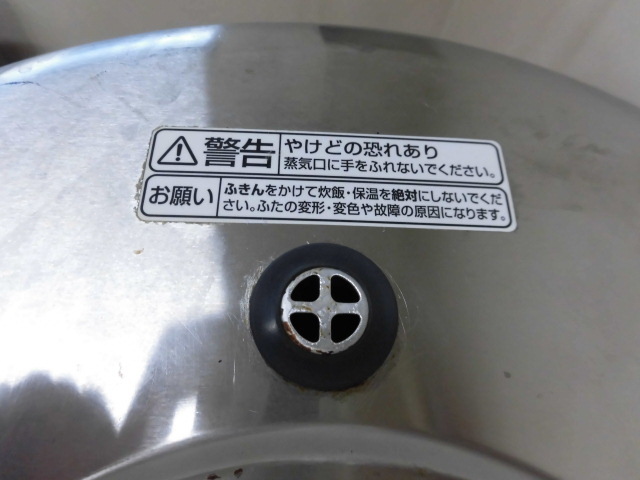 警告
やけどの恐れあり
蒸気口に手をふれないでください。
お願い
ふきんをかけて炊飯・保温を絶対にしないでくだ
さい。ふたの変形・変色や故障の原因になります。